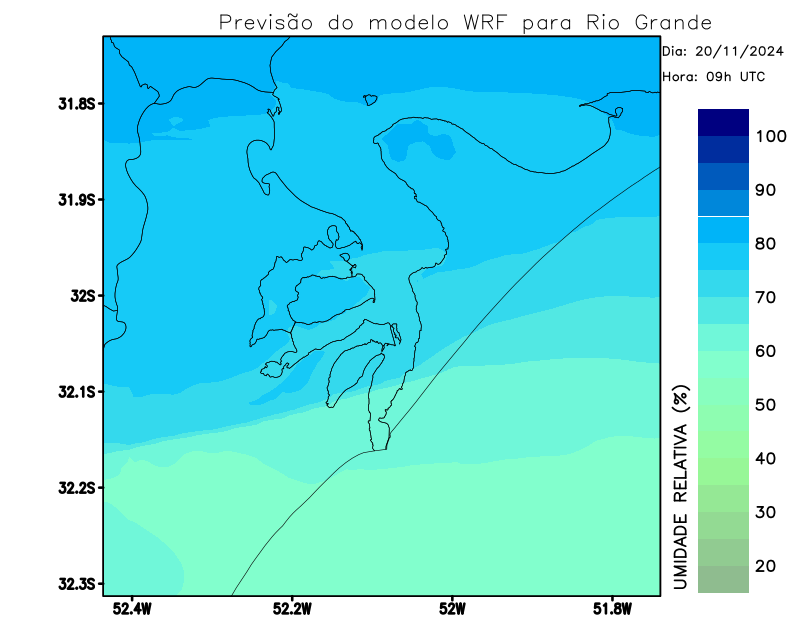 Previsão do modelo WRF para Rio Grande
Dia: 20/11/2024
Hora: 09h UTC
31.8S
31.9S
32S
32.1S
32.2S
32.3S
52.4W
52.2W
52W
51.8W
100
90
80
70
60
50
40
30
20
UMIDADE RELATIVA (%)